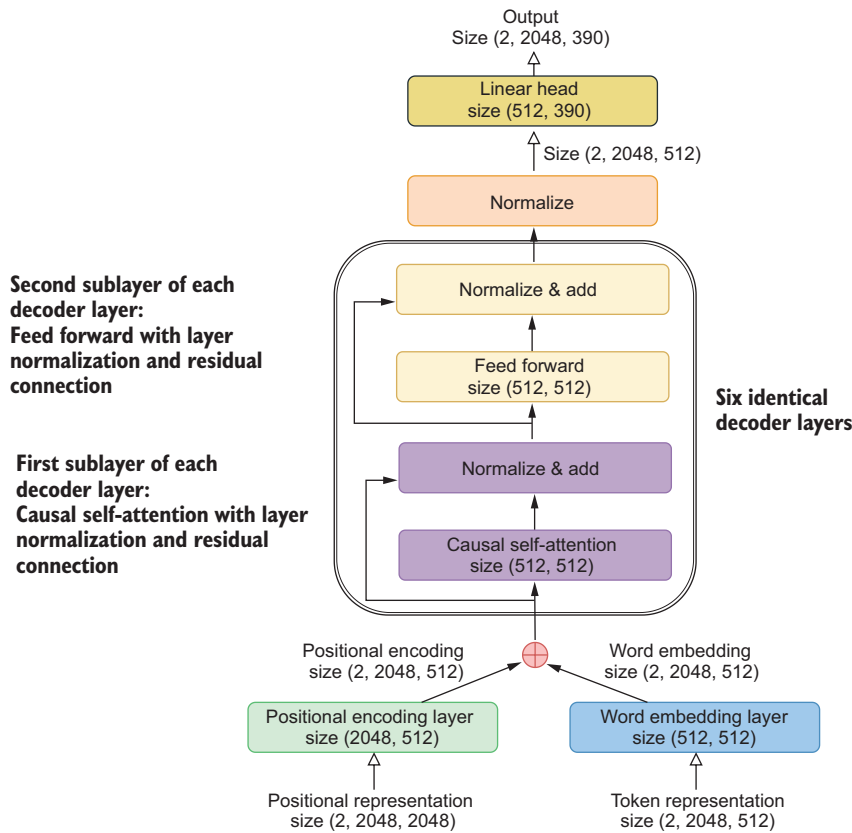 Output
Size (2, 2048, 390)
Linear head
size (512, 390)
Size (2, 2048, 512)
Normalize
Second sublayer of each
decoder layer:
Feed forward with layer
normalization and residual
connection
Normalize & add
Feed forward
size (512, 512)
Six identical
decoder layers
First sublayer of each
decoder layer:
Causal self-attention with layer
normalization and residual
connection
Normalize & add
Causal self-attention
size (512, 512)
Positional encoding
size (2, 2048, 512)
Word embedding
size (2, 2048, 512)
Positional encoding layer
size (2048, 512)
Word embedding layer
size (512, 512)
Positional representation
size (2, 2048, 2048)
Token representation
size (2, 2048, 512)